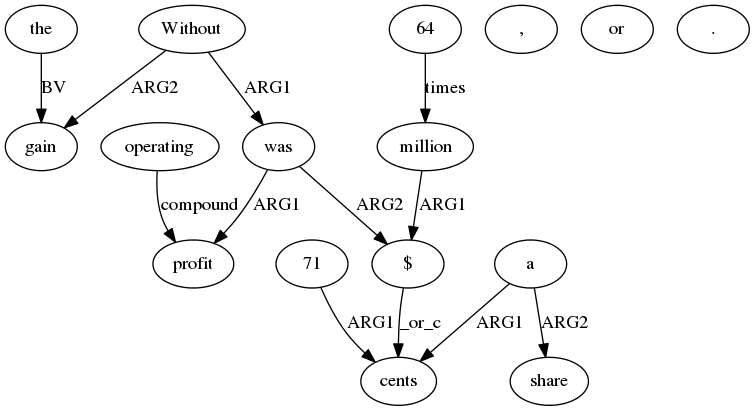 the Without 64 , or .
BV ARG2 ARG1 times
gain operating was million
compound ARG1 ARG2 ARG1
profit 71 $ a
ARG1 _or_c ARG1 ARG2
cents share